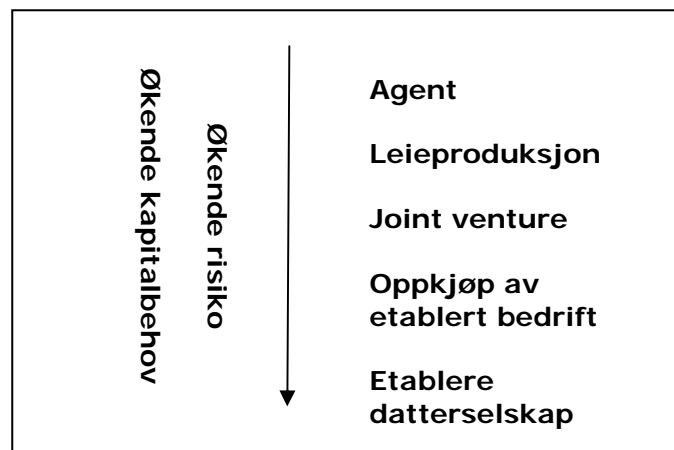 Økende kapitalbehov
Økende risiko
Agent
Leieproduksjon
Joint venture
Oppkjøp av
etablert bedrift
Etablere
datterselskap